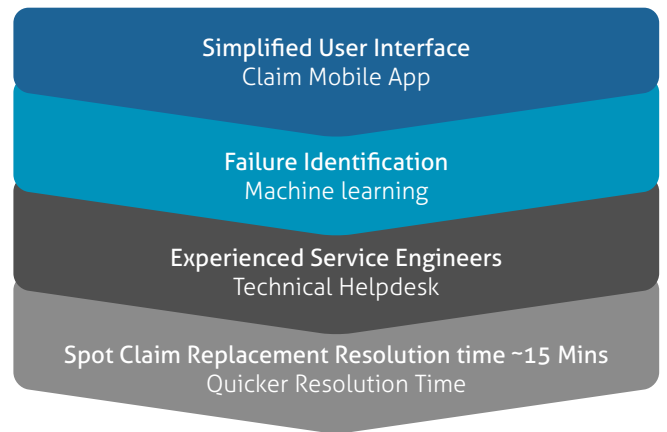 Simplified User Interface
Claim Mobile App
Failure Identification
Machine learning
Experienced Service Engineers
Technical Helpdesk
Spot Claim Replacement Resolution time ~15 Mins
Quicker Resolution Time